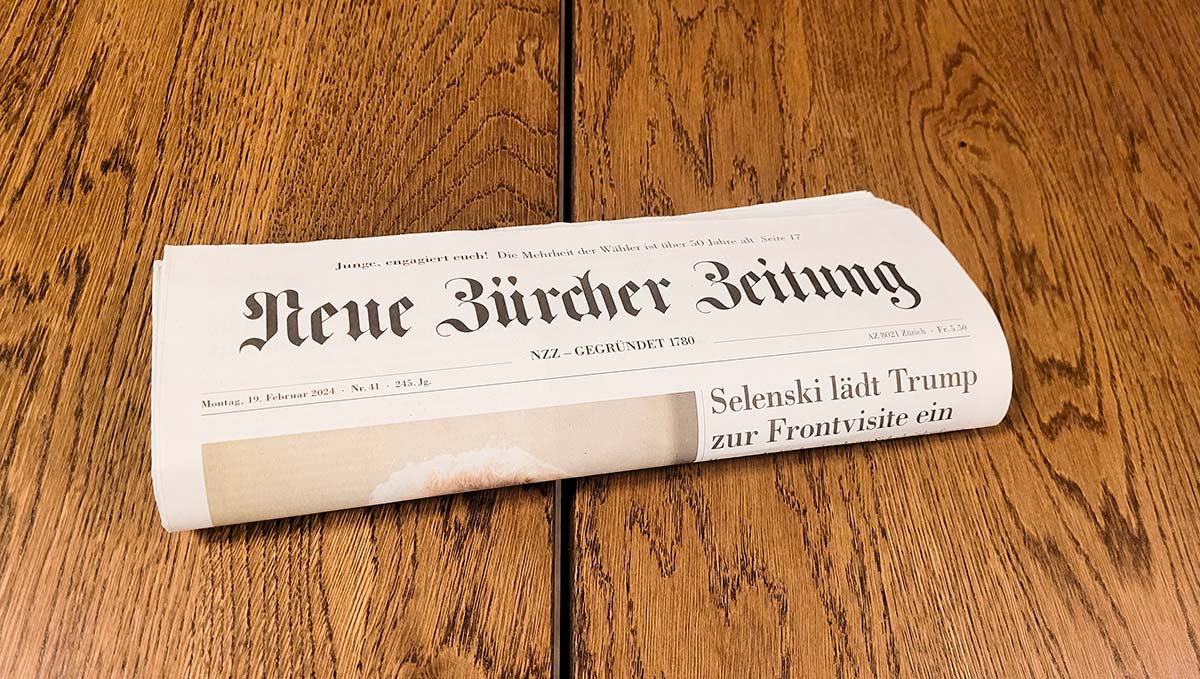 Junge, engagiert euch! Die Mehrheit der Wähler ist über 50 Jahre alt Seite 17
Neue Zürcher Zeitung
NZZ – GEGRÜNDET 1780
AZ 8021 Zürich · Fr. 5.50
Montag, 19. Februar 2024 · Nr. 41 · 245. Jg.
Selenski lädt Trump
zur Frontvisite ein